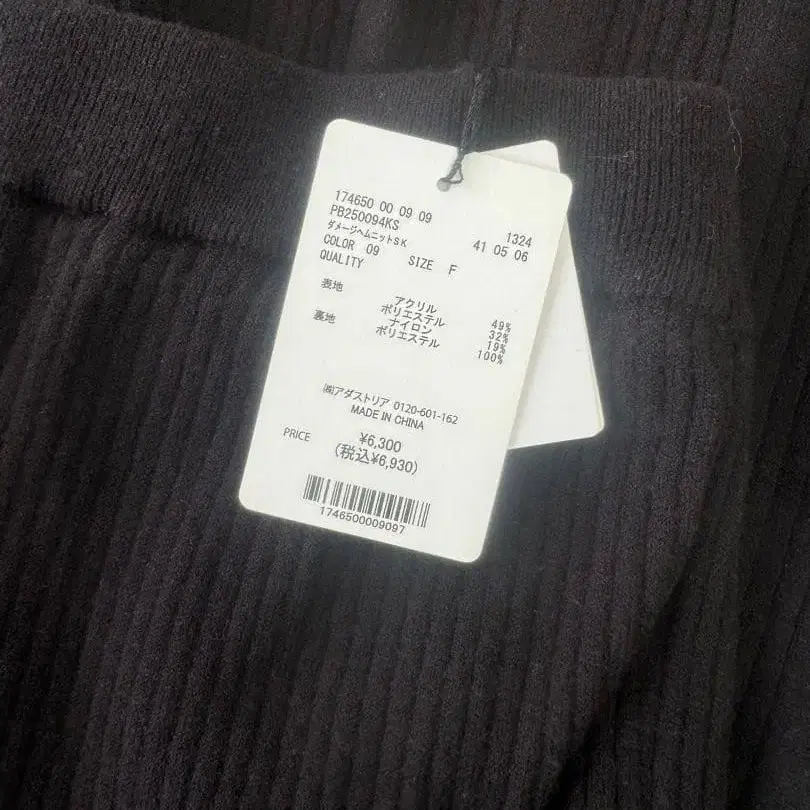 174650 00 09 09 1324
PB250094KS 41 05 06
ダメージヘムニットSK
COLOR 09 SIZE F
QUALITY
表地 アクリル 49%
ポリエステル 32%
ナイロン 19%
裏地 ポリエステル 100%
㈱アダストリア 0120-601-162
MADE IN CHINA
PRICE ¥6,300
(税込¥6,930)
1746500009097